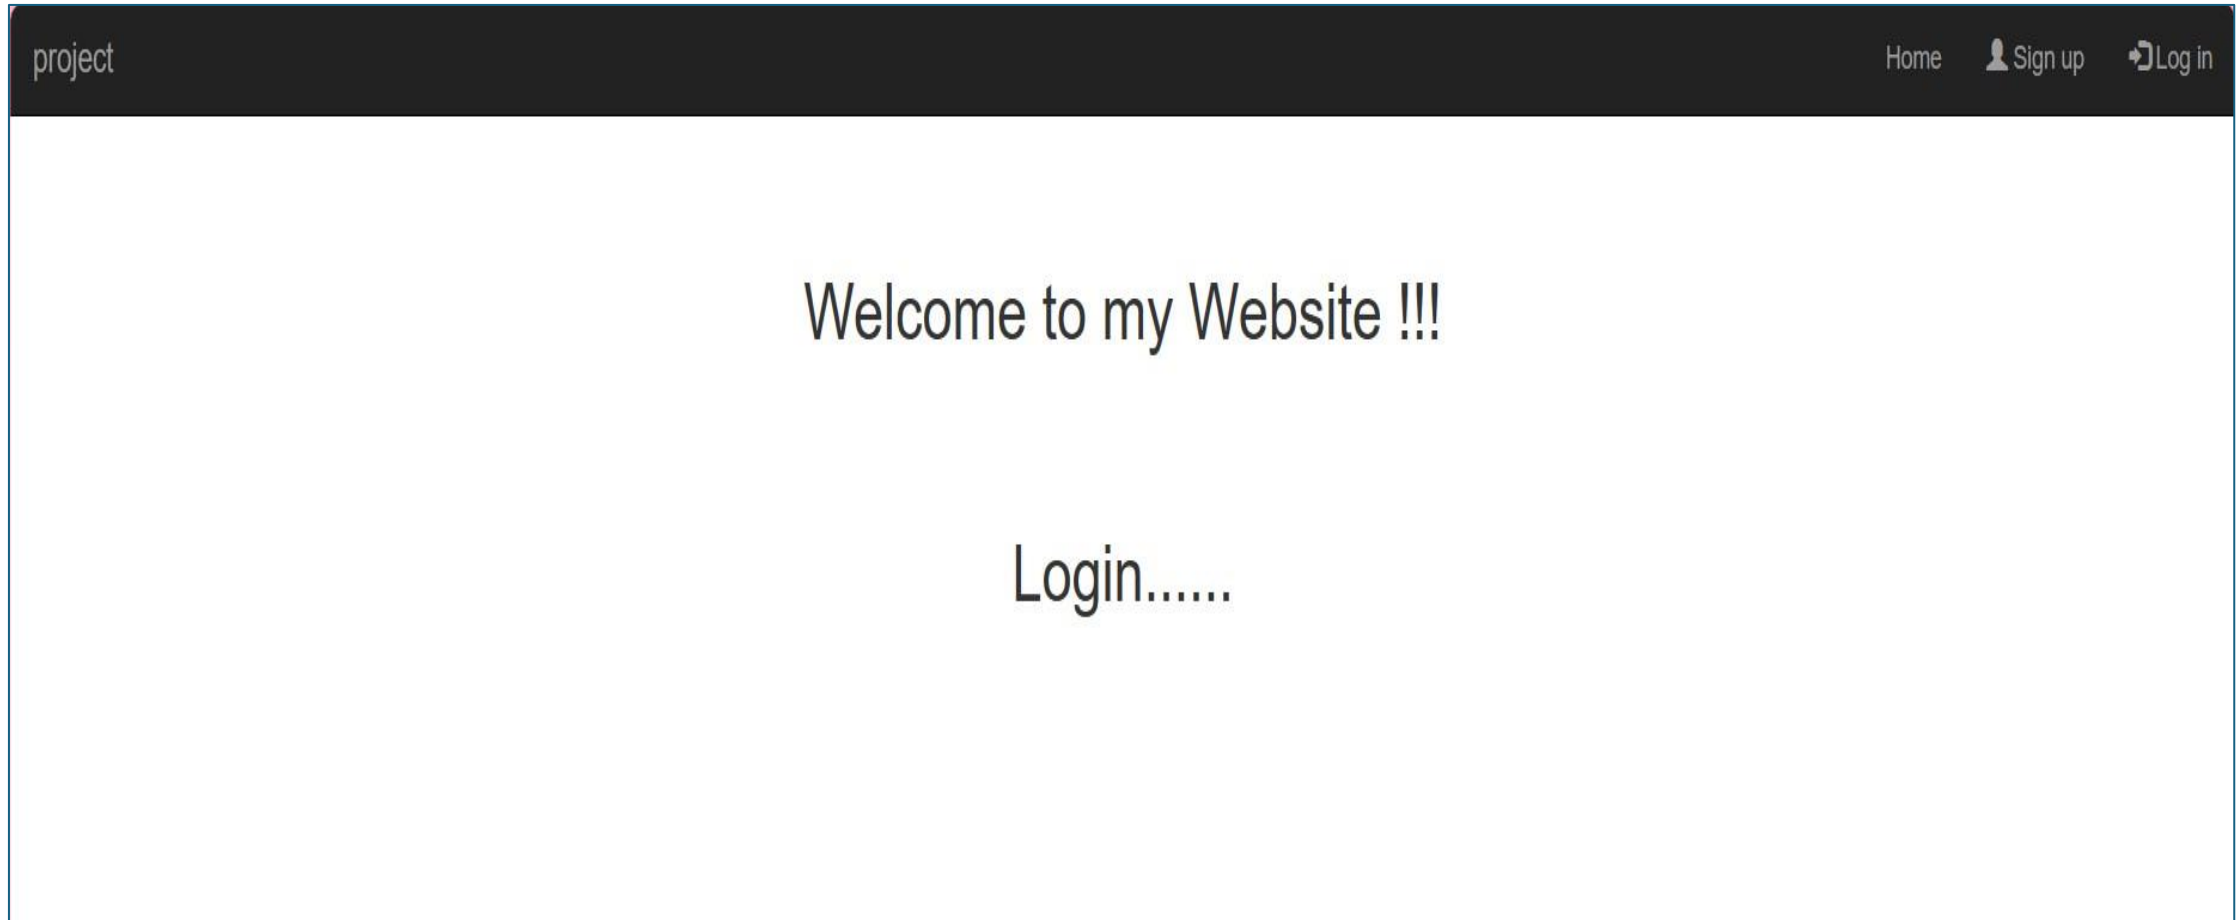 project Home Sign up Log in
Welcome to my Website !!!
Login......